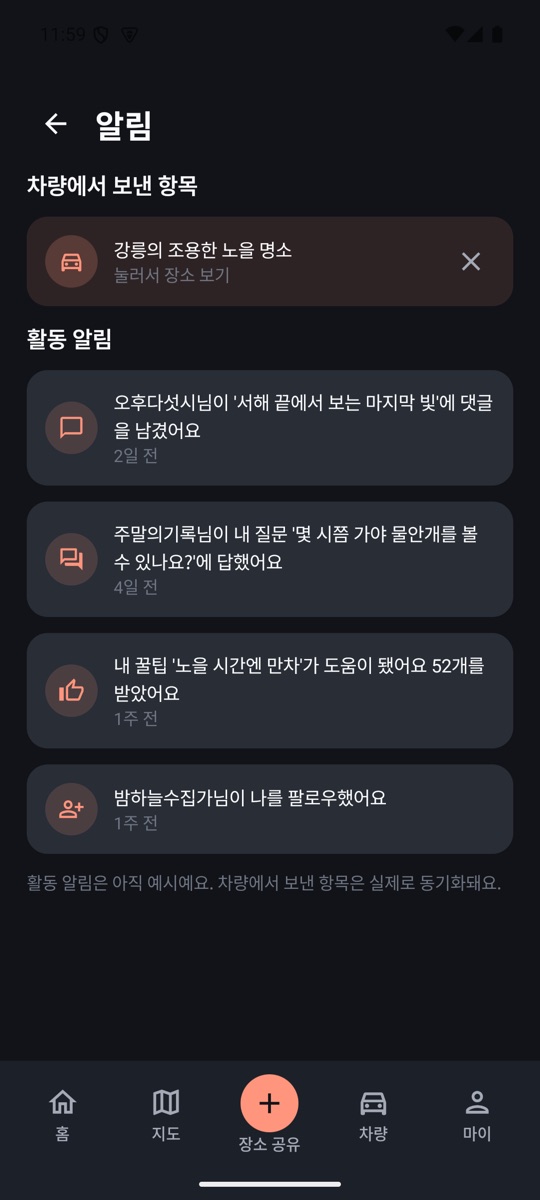 11:59
알림
차량에서 보낸 항목
강릉의 조용한 노을 명소
눌러서 장소 보기
활동 알림
오후다섯시님이 '서해 끝에서 보는 마지막 빛'에 댓글
을 남겼어요
2일 전
주말의기록님이 내 질문 '몇 시쯤 가야 물안개를 볼
수 있나요?'에 답했어요
4일 전
내 꿀팁 '노을 시간엔 만차'가 도움이 됐어요 52개를
받았어요
1주 전
밤하늘수집가님이 나를 팔로우했어요
1주 전
활동 알림은 아직 예시예요. 차량에서 보낸 항목은 실제로 동기화돼요.
홈
지도
장소 공유
차량
마이